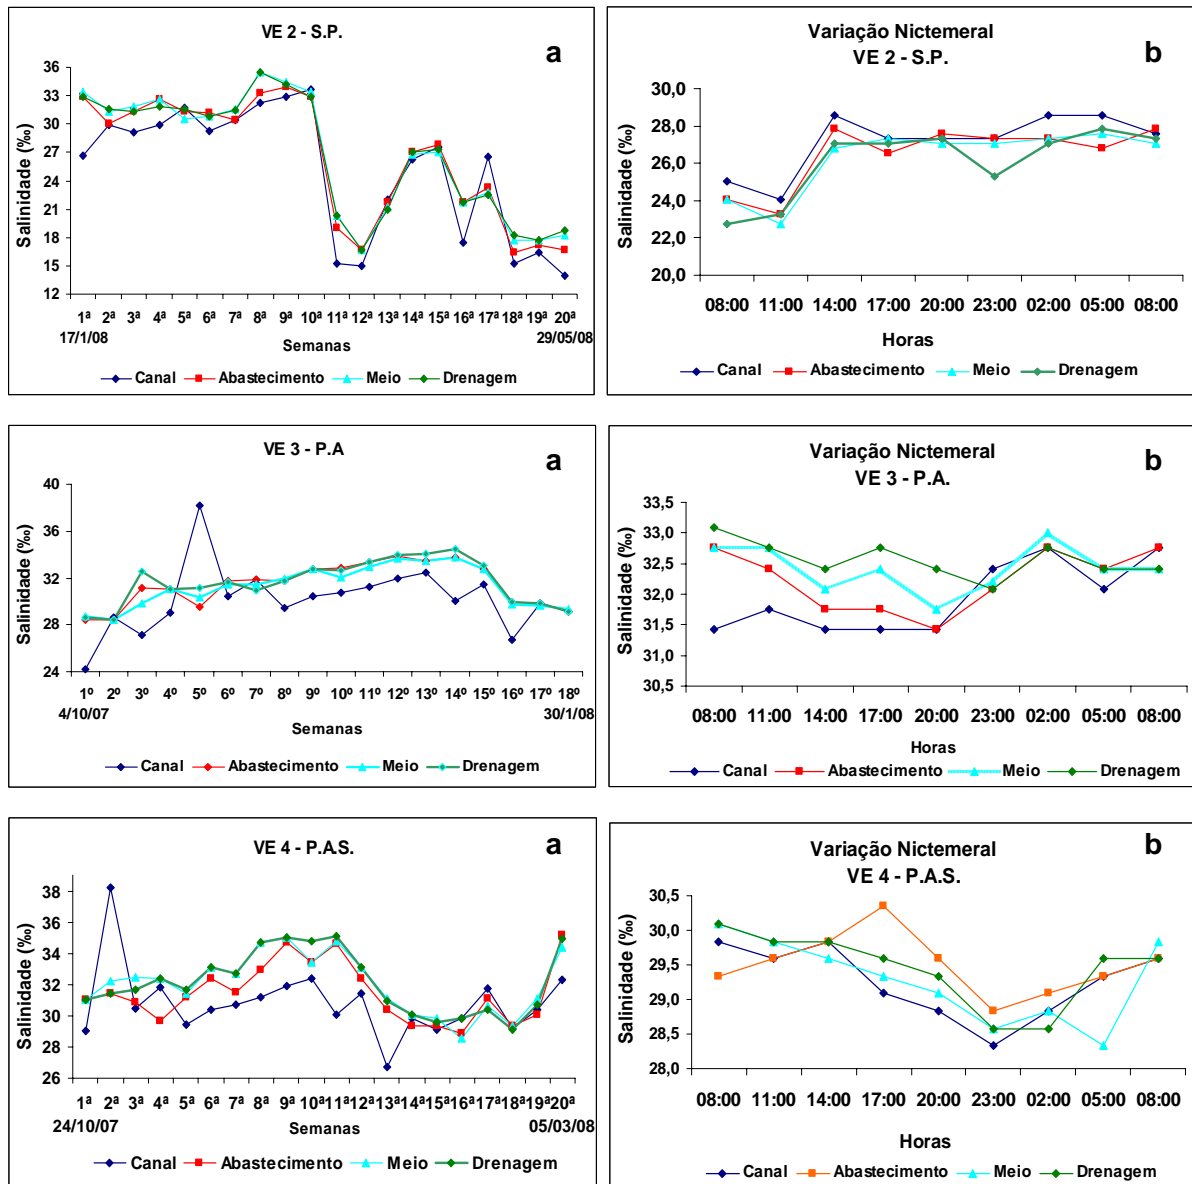 VE 2 - S.P.
a
Salinidade (‰)
36
33
30
27
24
21
18
15
12
1ª 2ª 3ª 4ª 5ª 6ª 7ª 8ª 9ª 10ª 11ª 12ª 13ª 14ª 15ª 16ª 17ª 18ª 19ª 20ª
17/1/08 29/05/08
Semanas
Canal Abastecimento Meio Drenagem
Variação Nictemeral
VE 2 - S.P.
b
Salinidade (‰)
30,0
28,0
26,0
24,0
22,0
20,0
08:00 11:00 14:00 17:00 20:00 23:00 02:00 05:00 08:00
Horas
Canal Abastecimento Meio Drenagem
VE 3 - P.A
a
Salinidade (‰)
40
36
32
28
24
1º 2º 3º 4º 5º 6º 7º 8º 9º 10º 11º 12º 13º 14º 15º 16º 17º 18º
4/10/07 30/1/08
Semanas
Canal Abastecimento Meio Drenagem
Variação Nictemeral
VE 3 - P.A.
b
Salinidade (‰)
33,5
33,0
32,5
32,0
31,5
31,0
30,5
08:00 11:00 14:00 17:00 20:00 23:00 02:00 05:00 08:00
Horas
Canal Abastecimento Meio Drenagem
VE 4 - P.A.S.
a
Salinidade (‰)
38
36
34
32
30
28
26
1ª 2ª 3ª 4ª 5ª 6ª 7ª 8ª 9ª 10ª 11ª 12ª 13ª 14ª 15ª 16ª 17ª 18ª 19ª 20ª
24/10/07 05/03/08
Semanas
Canal Abastecimento Meio Drenagem
Variação Nictemeral
VE 4 - P.A.S.
b
Salinidade (‰)
30,5
30,0
29,5
29,0
28,5
28,0
08:00 11:00 14:00 17:00 20:00 23:00 02:00 05:00 08:00
Horas
Canal Abastecimento Meio Drenagem